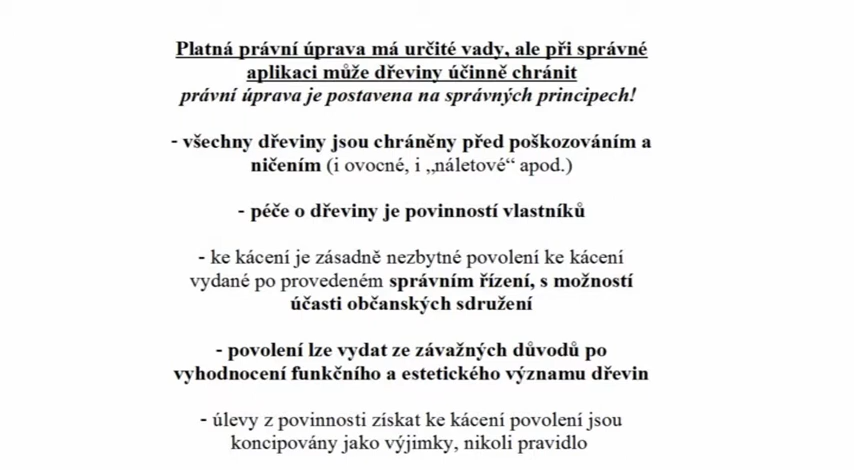 Platná právní úprava má určité vady, ale při správné
aplikaci může dřeviny účinně chránit
právní úprava je postavena na správných principech!
- všechny dřeviny jsou chráněny před poškozováním a
ničením (i ovocné, i „náletové“ apod.)
- péče o dřeviny je povinností vlastníků
- ke kácení je zásadně nezbytné povolení ke kácení
vydané po provedeném správním řízení, s možností
účasti občanských sdružení
- povolení lze vydat ze závažných důvodů po
vyhodnocení funkčního a estetického významu dřevin
- úlevy z povinnosti získat ke kácení povolení jsou
koncipovány jako výjimky, nikoli pravidlo